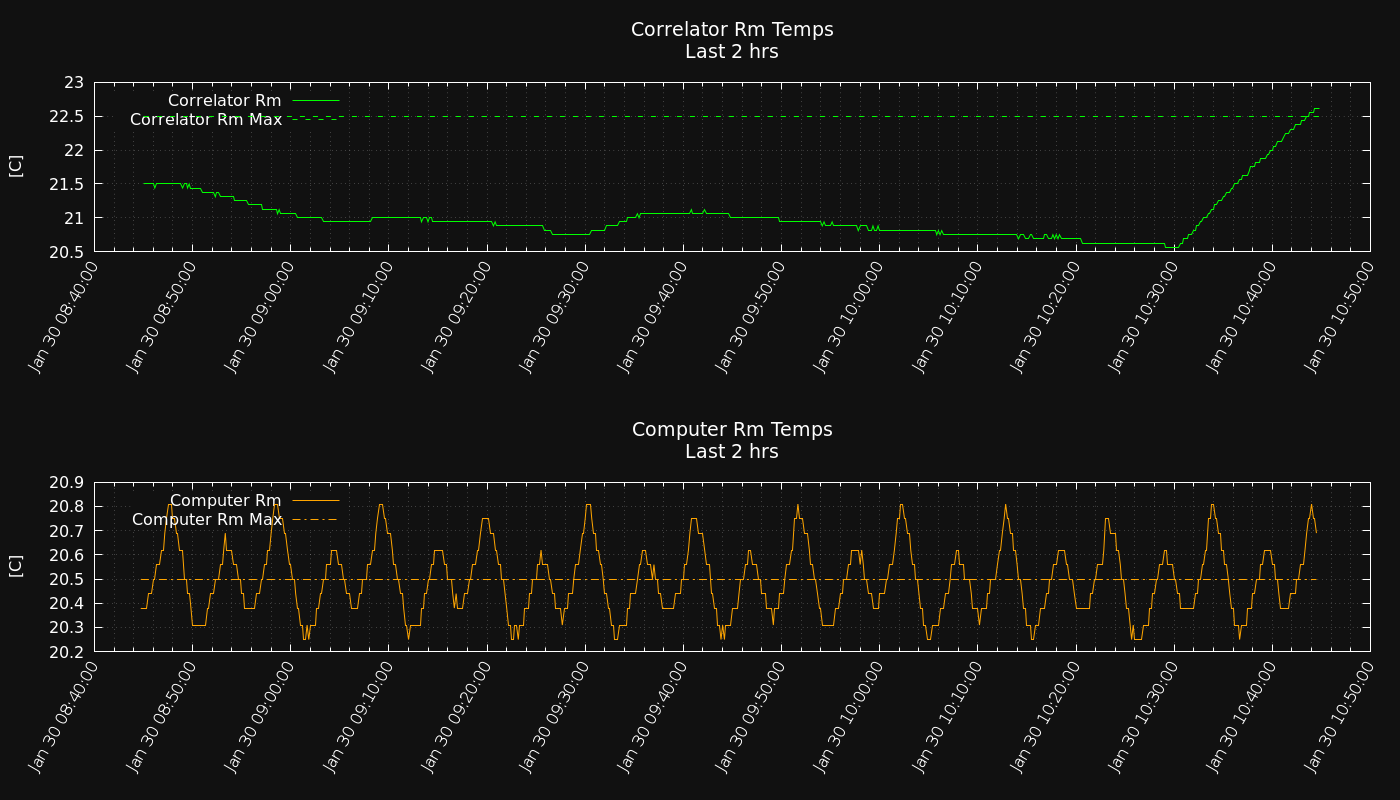 Correlator Rm Temps
Last 2 hrs
[C]
23
22.5
22
21.5
21
20.5
Correlator Rm
Correlator Rm Max
Jan 30 08:40:00
Jan 30 08:50:00
Jan 30 09:00:00
Jan 30 09:10:00
Jan 30 09:20:00
Jan 30 09:30:00
Jan 30 09:40:00
Jan 30 09:50:00
Jan 30 10:00:00
Jan 30 10:10:00
Jan 30 10:20:00
Jan 30 10:30:00
Jan 30 10:40:00
Jan 30 10:50:00
Computer Rm Temps
Last 2 hrs
[C]
20.9
20.8
20.7
20.6
20.5
20.4
20.3
20.2
Computer Rm
Computer Rm Max
Jan 30 08:40:00
Jan 30 08:50:00
Jan 30 09:00:00
Jan 30 09:10:00
Jan 30 09:20:00
Jan 30 09:30:00
Jan 30 09:40:00
Jan 30 09:50:00
Jan 30 10:00:00
Jan 30 10:10:00
Jan 30 10:20:00
Jan 30 10:30:00
Jan 30 10:40:00
Jan 30 10:50:00